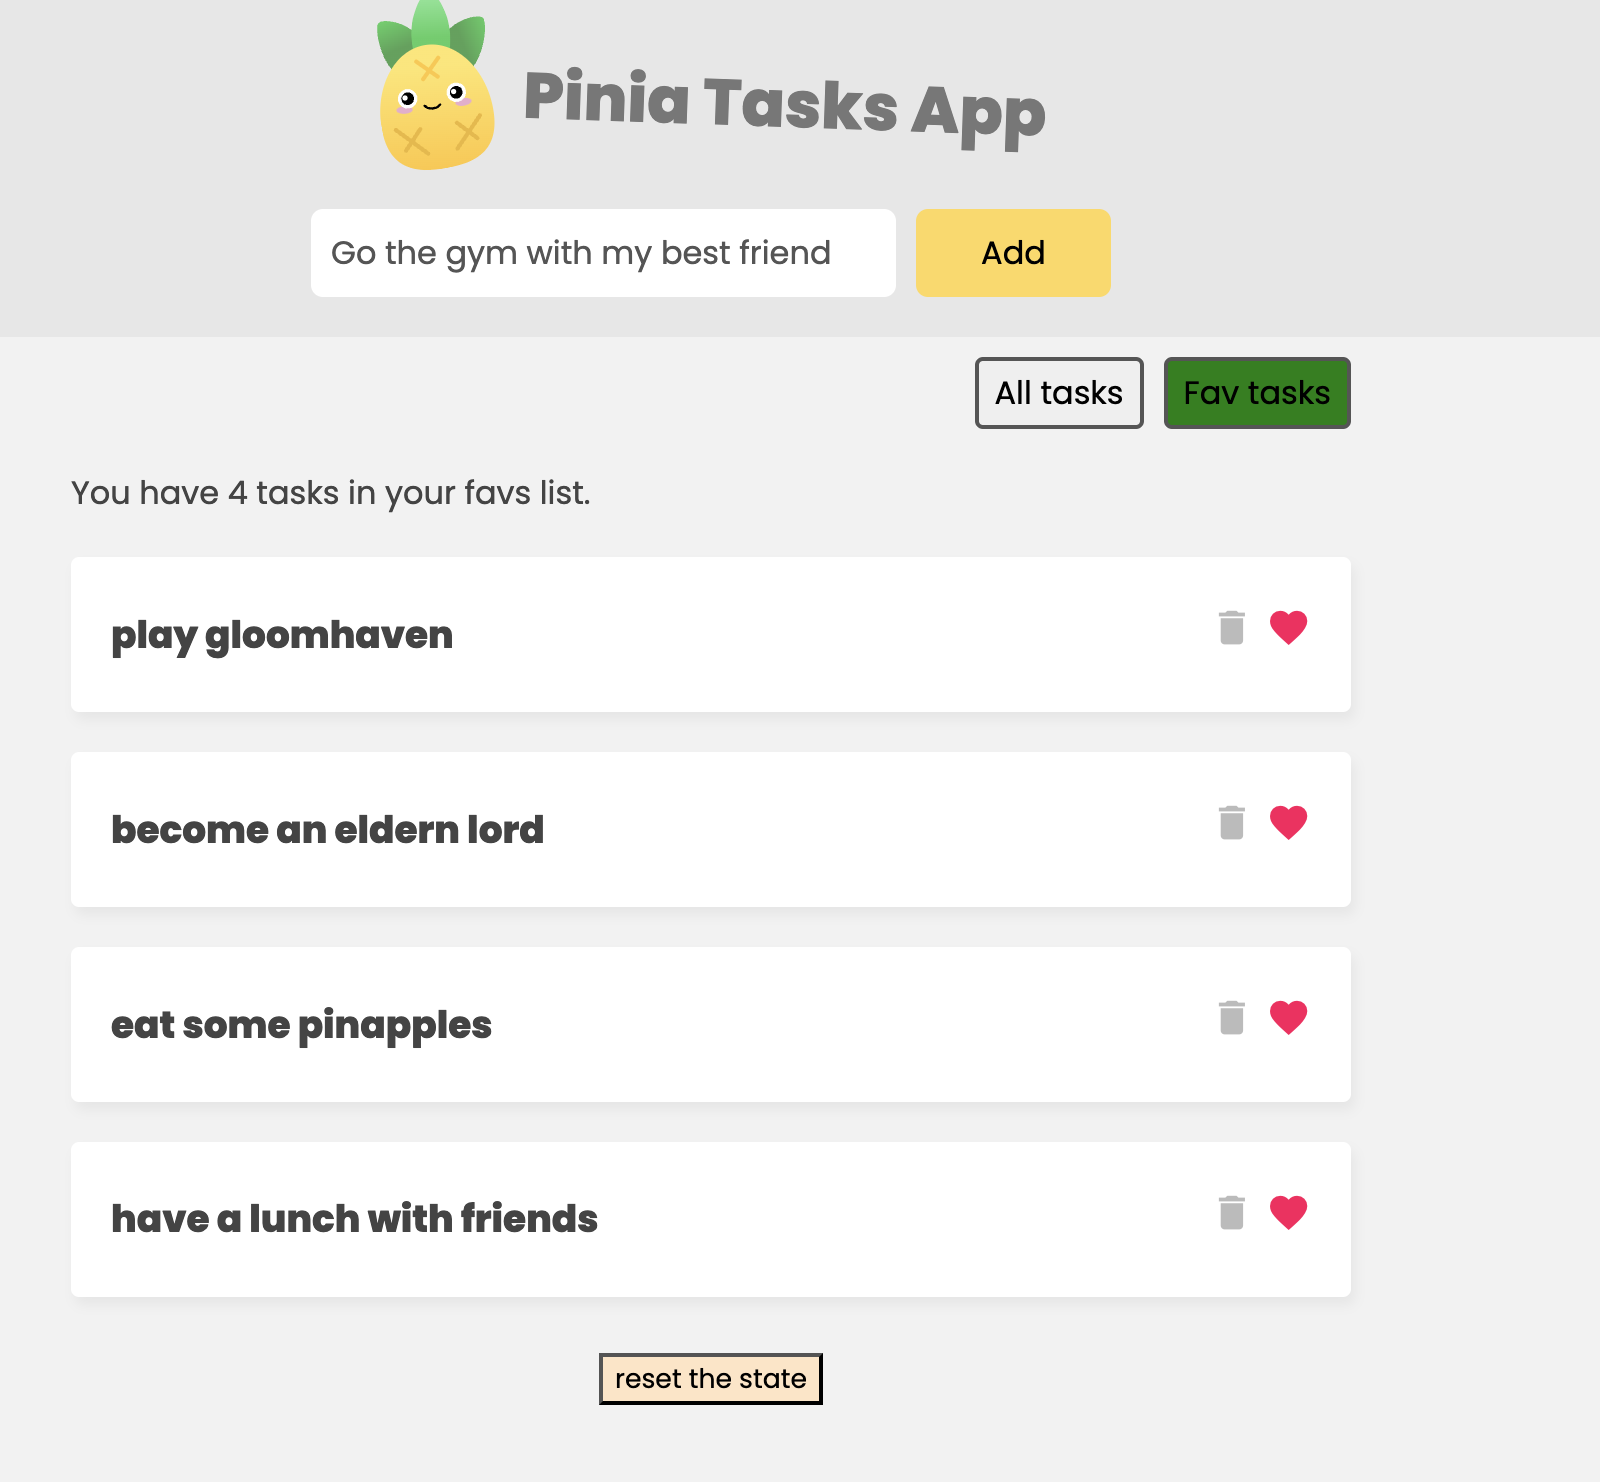 Pinia Tasks App
Go the gym with my best friend
Add
All tasks
Fav tasks
You have 4 tasks in your favs list.
play gloomhaven
become an eldern lord
eat some pinapples
have a lunch with friends
reset the state